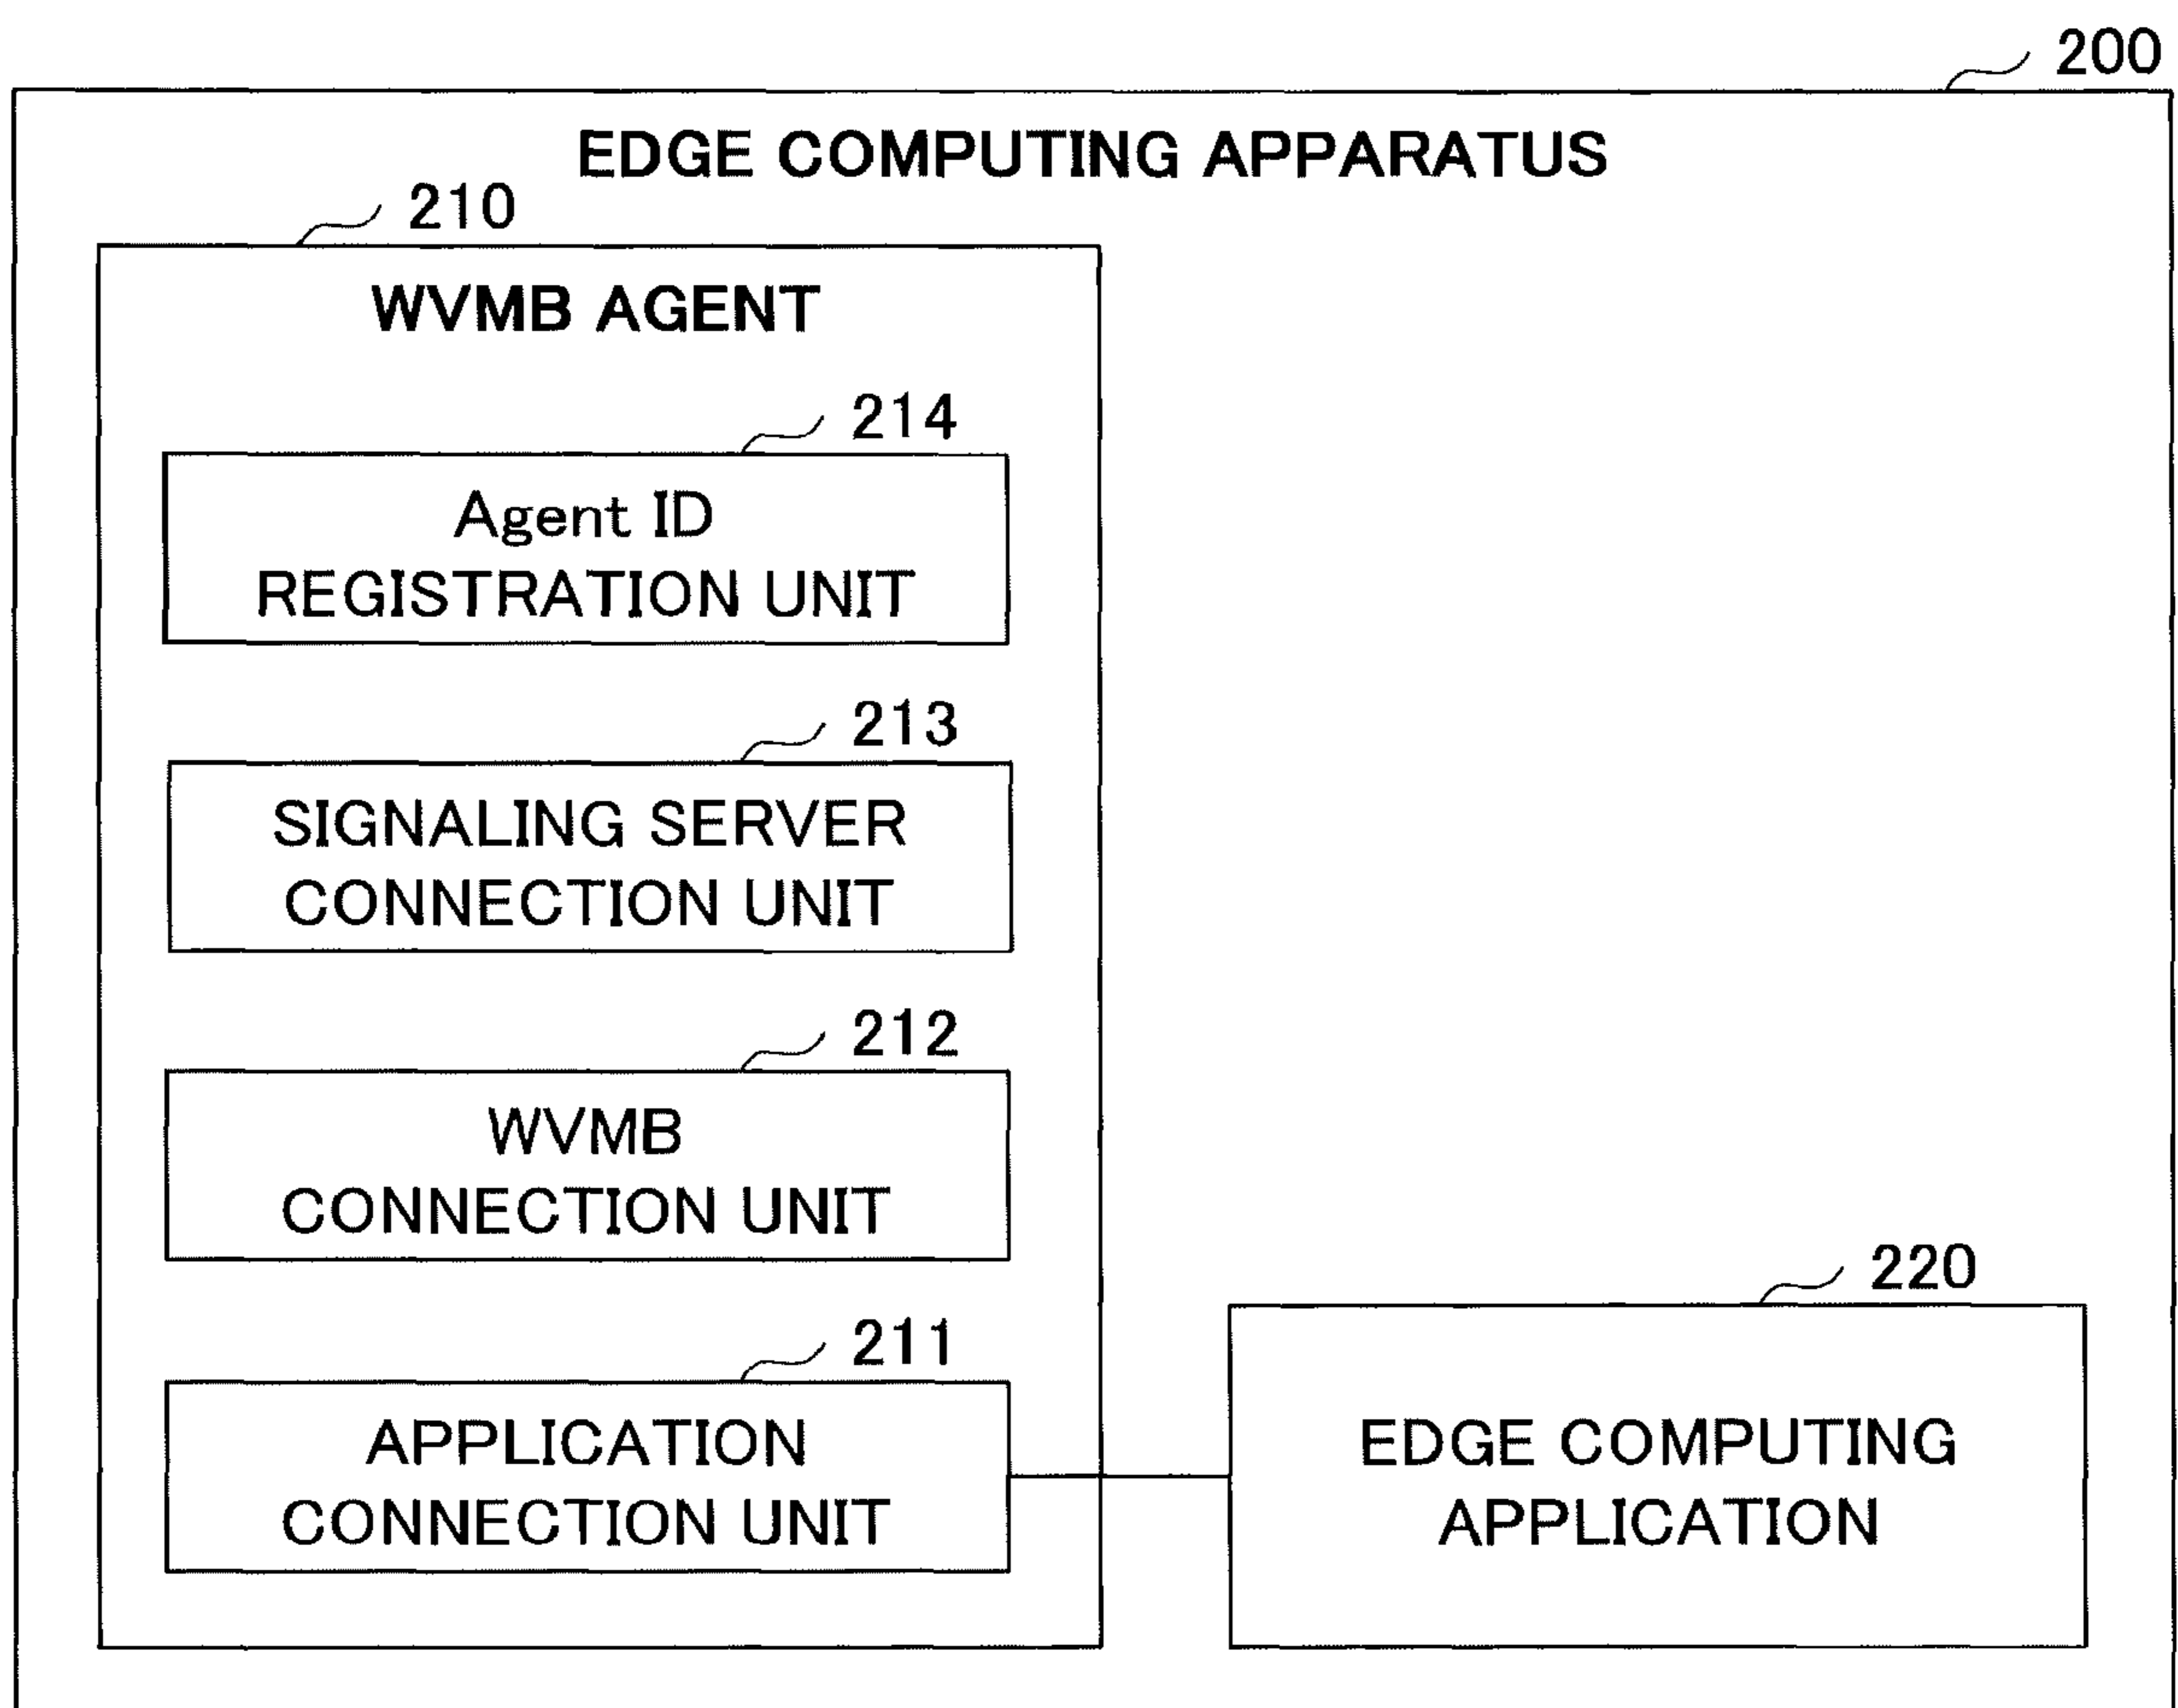 200
EDGE COMPUTING APPARATUS
210
WVMB AGENT
214
Agent ID
REGISTRATION UNIT
213
SIGNALING SERVER
CONNECTION UNIT
212
WVMB
CONNECTION UNIT
211
APPLICATION
CONNECTION UNIT
220
EDGE COMPUTING
APPLICATION